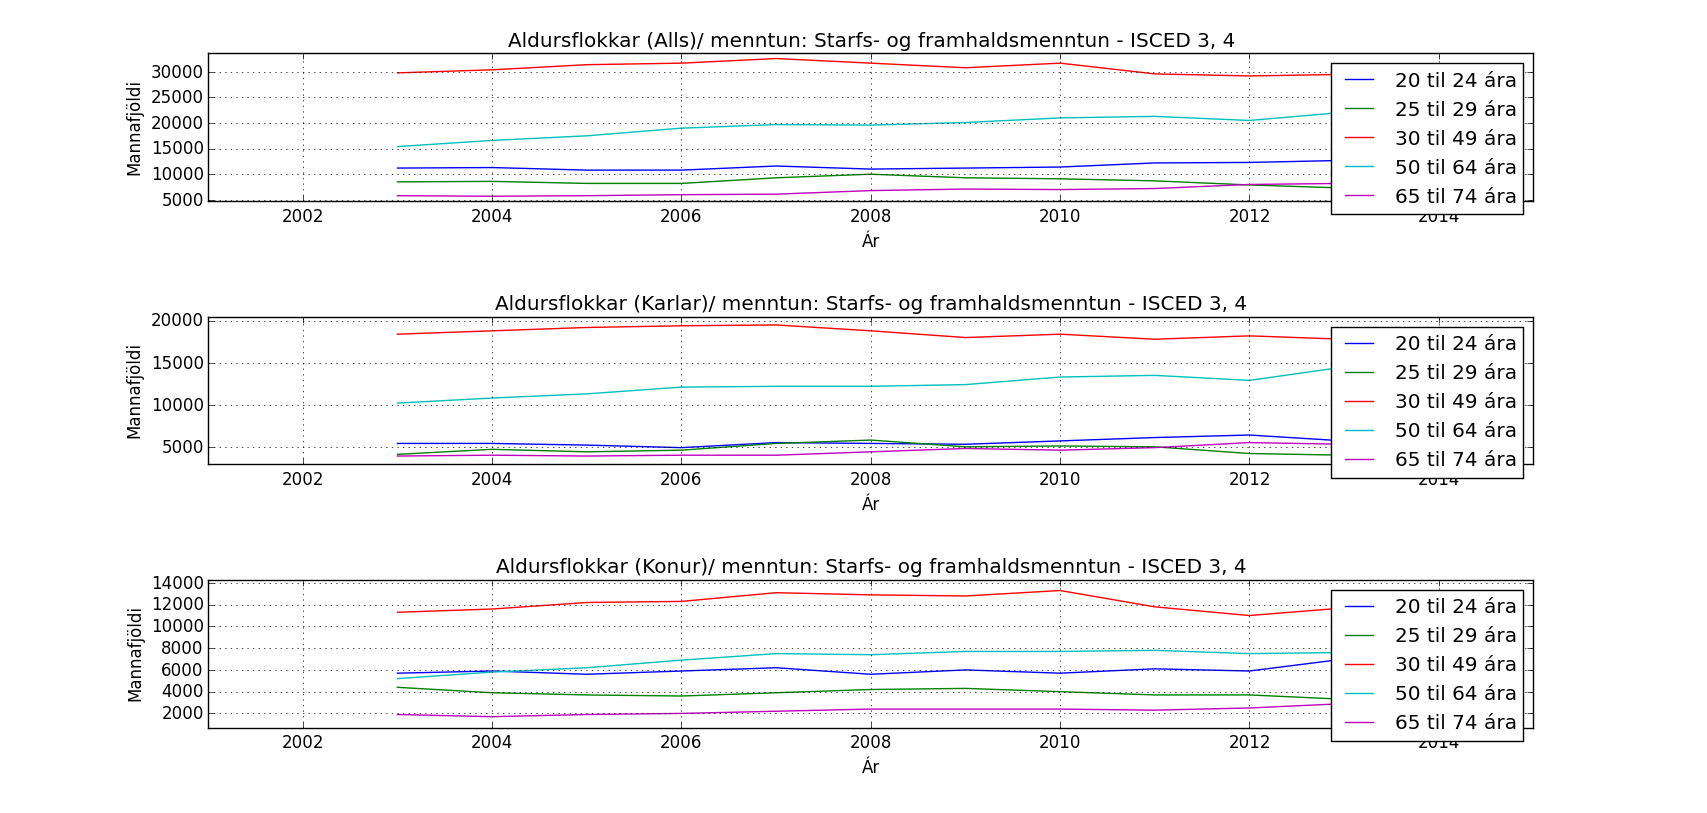 Aldursflokkar (Alls)/ menntun: Starfs- og framhaldsmenntun - ISCED 3, 4
Mannafjöldi
30000
25000
20000
15000
10000
5000
20 til 24 ára
25 til 29 ára
30 til 49 ára
50 til 64 ára
65 til 74 ára
2002 2004 2006 2008 2010 2012 2014
Ár
Aldursflokkar (Karlar)/ menntun: Starfs- og framhaldsmenntun - ISCED 3, 4
Mannafjöldi
20000
15000
10000
5000
20 til 24 ára
25 til 29 ára
30 til 49 ára
50 til 64 ára
65 til 74 ára
2002 2004 2006 2008 2010 2012 2014
Ár
Aldursflokkar (Konur)/ menntun: Starfs- og framhaldsmenntun - ISCED 3, 4
Mannafjöldi
14000
12000
10000
8000
6000
4000
2000
20 til 24 ára
25 til 29 ára
30 til 49 ára
50 til 64 ára
65 til 74 ára
2002 2004 2006 2008 2010 2012 2014
Ár